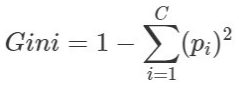 Gini = 1 - \sum_{i=1}^{C} (p_i)^2